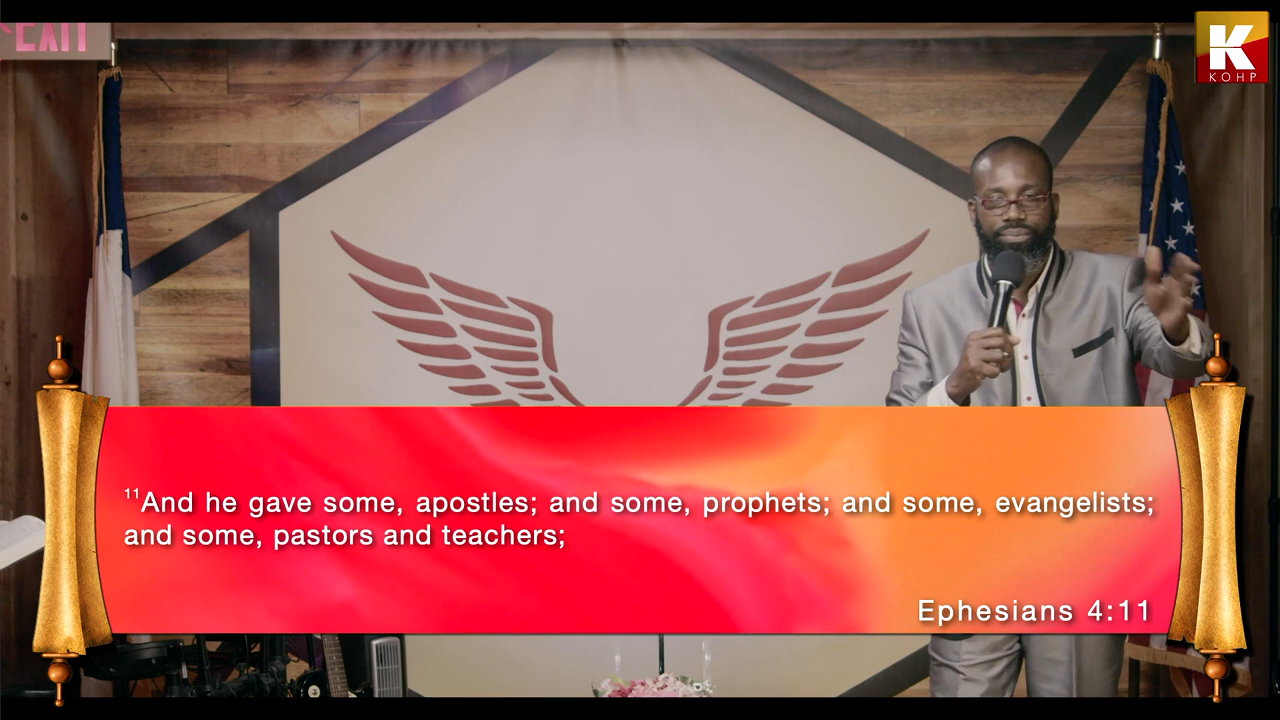 EXIT
K
KOHP
11And he gave some, apostles; and some, prophets; and some, evangelists;
and some, pastors and teachers;
Ephesians 4:11